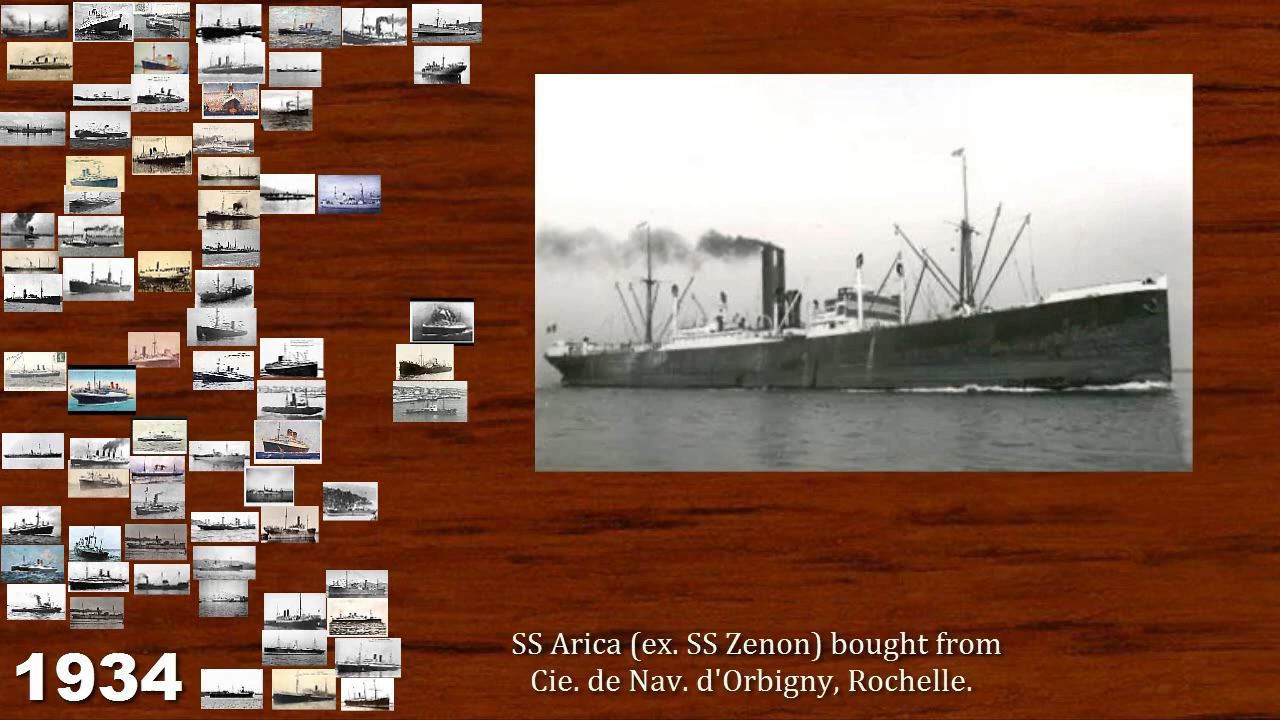 1934
SS Arica (ex. SS Zenon) bought from
Cie. de Nav. d'Orbigny, Rochelle.